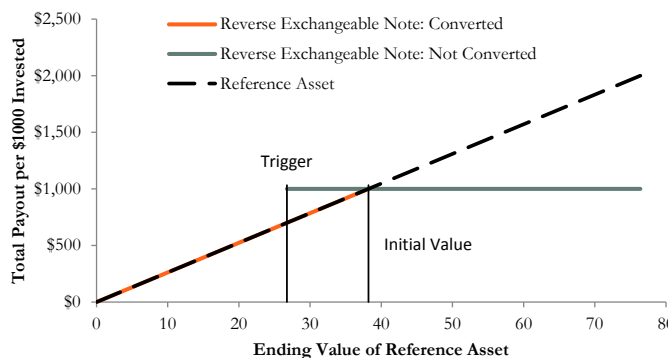 $2,500
Reverse Exchangeable Note: Converted
Reverse Exchangeable Note: Not Converted
Reference Asset
$2,000
$1,500
Trigger
$1,000
Initial Value
$500
$0
0 10 20 30 40 50 60 70 80
Total Payout per $1000 Invested
Ending Value of Reference Asset